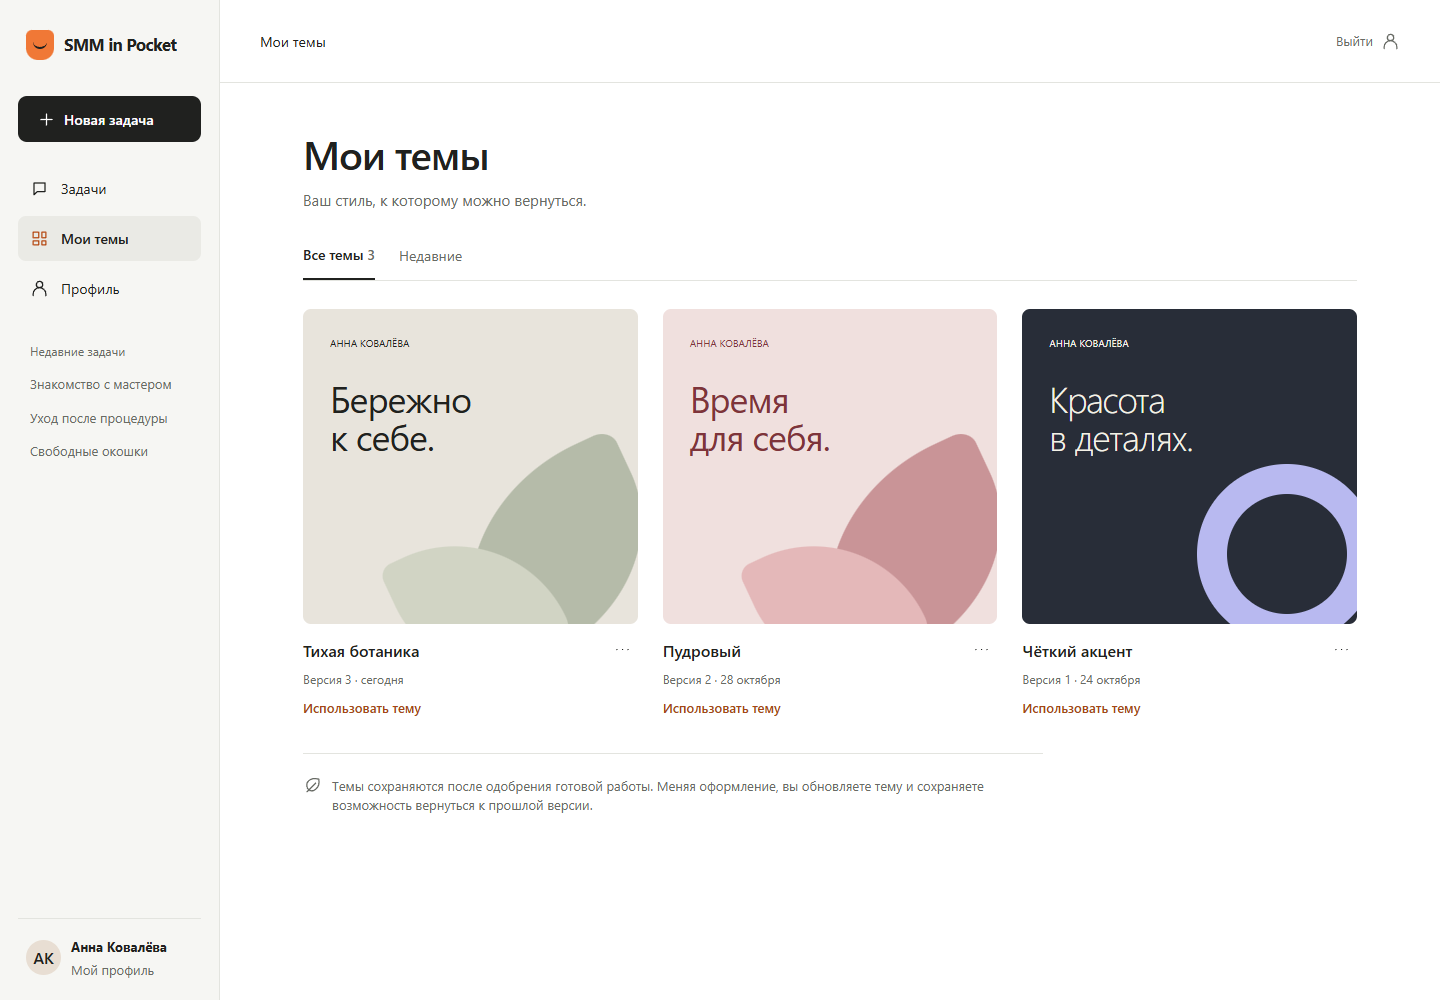 SMM in Pocket
Новая задача
Задачи
Мои темы
Профиль
Недавние задачи
Знакомство с мастером
Уход после процедуры
Свободные окошки
АК
Анна Ковалёва
Мой профиль
Мои темы
Выйти
Мои темы
Ваш стиль, к которому можно вернуться.
Все темы 3
Недавние
АННА КОВАЛЁВА
Бережно
к себе.
Тихая ботаника
...
Версия 3 · сегодня
Использовать тему
АННА КОВАЛЁВА
Время
для себя.
Пудровый
...
Версия 2 · 28 октября
Использовать тему
АННА КОВАЛЁВА
Красота
в деталях.
Чёткий акцент
...
Версия 1 · 24 октября
Использовать тему
Темы сохраняются после одобрения готовой работы. Меняя оформление, вы обновляете тему и сохраняете
возможность вернуться к прошлой версии.